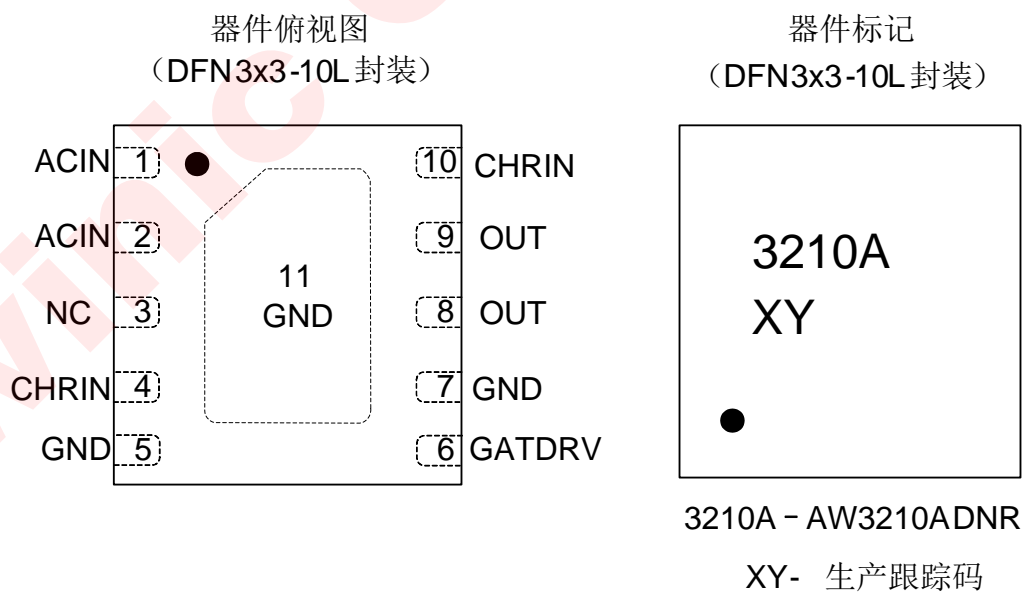 器件俯视图
（DFN3x3-10L封装）
ACIN 1
ACIN 2
NC 3
CHRIN 4
GND 5
11
GND
10 CHRIN
9 OUT
8 OUT
7 GND
6 GATDRV
器件标记
（DFN3x3-10L封装）
3210A
XY
3210A－AW3210ADNR
XY- 生产跟踪码